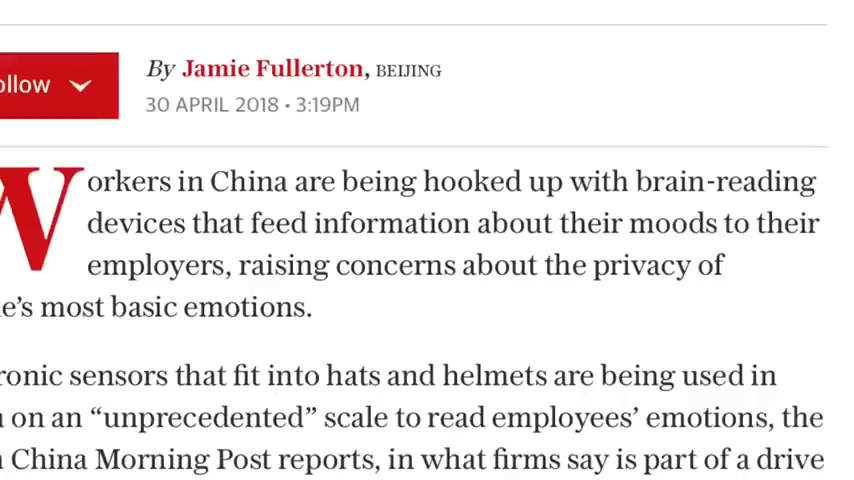 ollow
By Jamie Fullerton, BEIJING
30 APRIL 2018 • 3:19PM
Workers in China are being hooked up with brain-reading
devices that feed information about their moods to their
employers, raising concerns about the privacy of
e’s most basic emotions.
ronic sensors that fit into hats and helmets are being used in
on an “unprecedented” scale to read employees’ emotions, the
China Morning Post reports, in what firms say is part of a drive